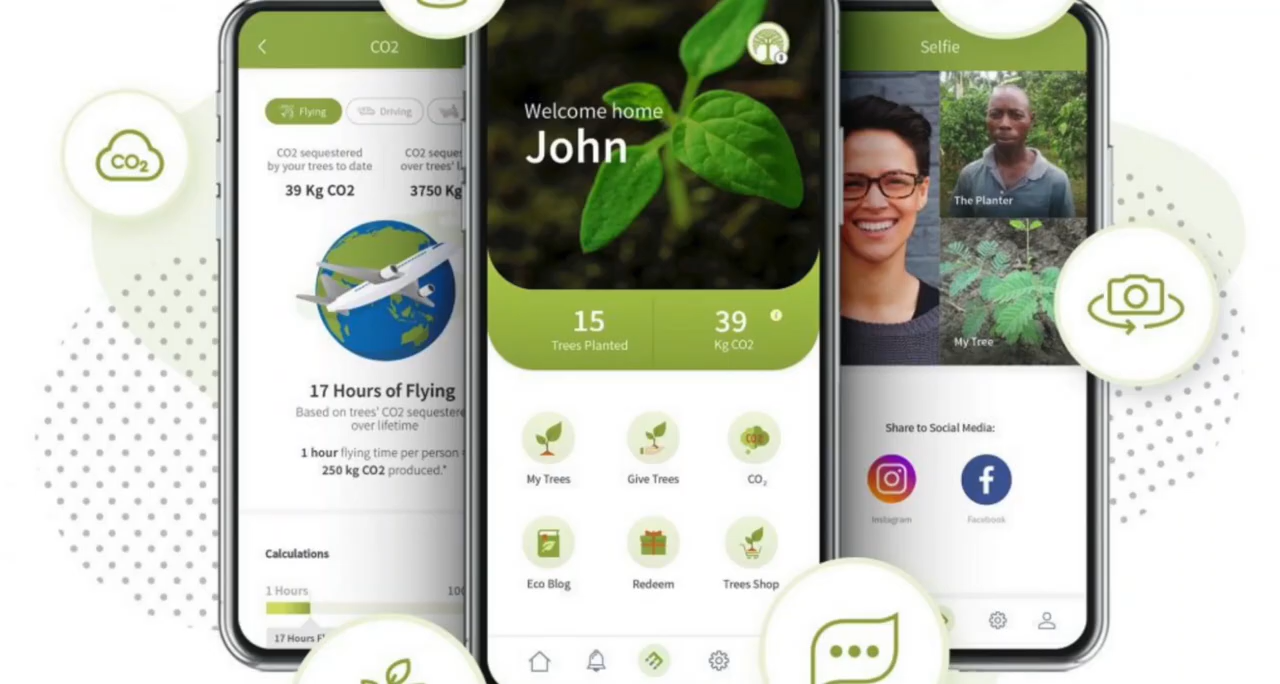 CO2
Flying
Driving
CO2 sequestered
by your trees to date
39 Kg CO2
CO2 seques
over trees' l
3750 Kg
17 Hours of Flying
Based on trees' CO2 sequestere
over lifetime
1 hour flying time per person
250 kg CO2 produced.*
Calculations
1 Hours
100
17 Hours F
CO2
Welcome home
John
15
Trees Planted
39
Kg CO2
My Trees
Give Trees
CO2
CO₂
Eco Blog
Redeem
Trees Shop
Selfie
The Planter
My Tree
Share to Social Media:
Instagram
Facebook